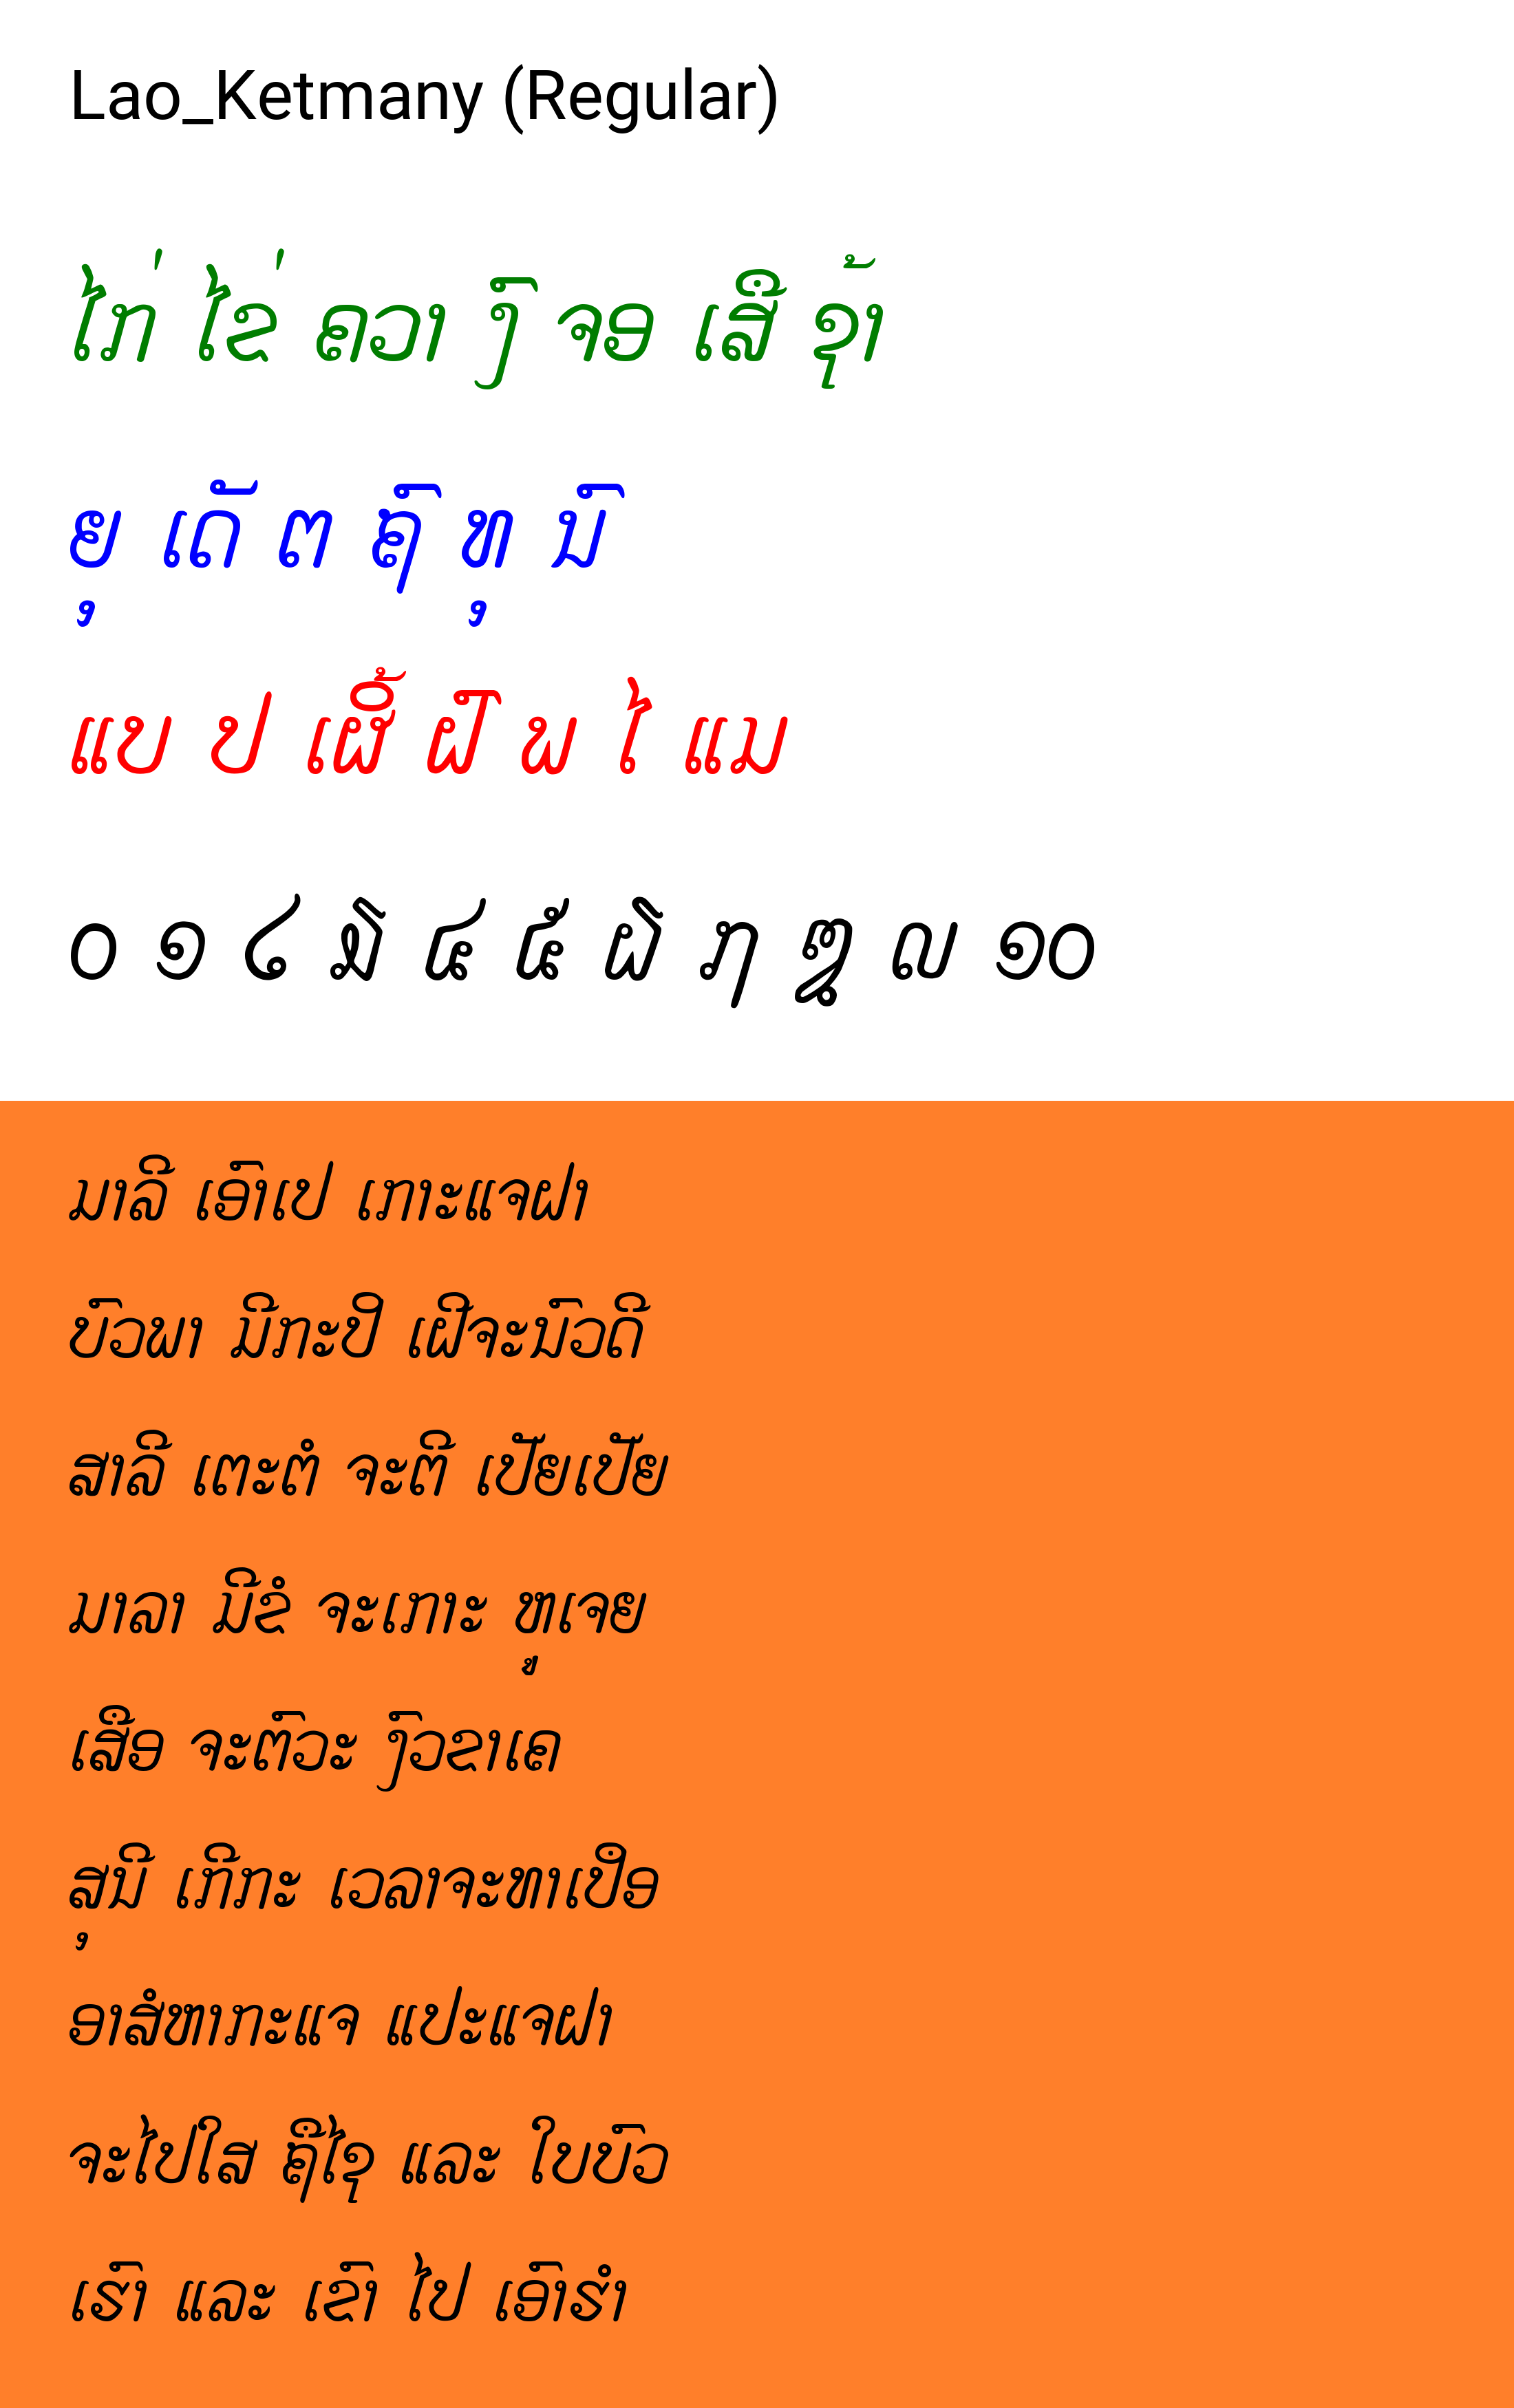 Lao_Ketmany (Regular)
ໄກ່ ໄຂ່ ຄວາ ງົ ຈອ ເສື ຊ້າ
ຍຸ ເດັ ຕ ຖົ ທຸ ນົ
ແບ ປ ເຜິ້ ຝົ ພ ໄ ແມ
໐ ໑ ໒ ໓ ໔ ໕ ໖ ໗ ໘ ໙ ໑໐
ມາລີ ເອົາເປ ເກາະແຈຝາ
ບົວພາ ມີກະປິ ເຝີຈະນົວດີ
ສາລີ ເຕະຕໍ ຈະຕີ ເປັຍເປັຍ
ມາລາ ມີຂໍ ຈະເກາະ ຫູເຈຍ
ເສືອ ຈະຕົວະ ງົວຂາເຄ
ສຸນີ ເກີກະ ເວລາຈະທາເປືອ
ອາສໍຫາກະແຈ ແປະແຈຝາ
ຈະໄປໃສ ຖືໄຊ ແລະ ໃບບົວ
ເຮົາ ແລະ ເຂົາ ໄປ ເອົາຮຳ